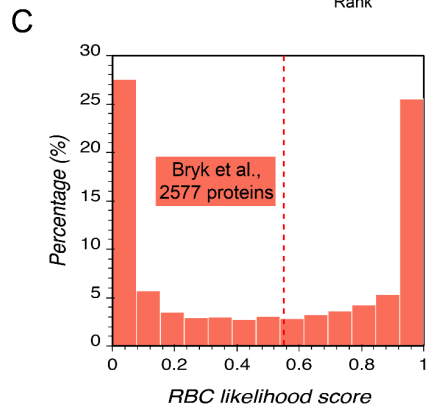 Rank
C
Percentage (%)
30
25
20
15
10
5
0
Bryk et al.,
2577 proteins
0 0.2 0.4 0.6 0.8 1
RBC likelihood score